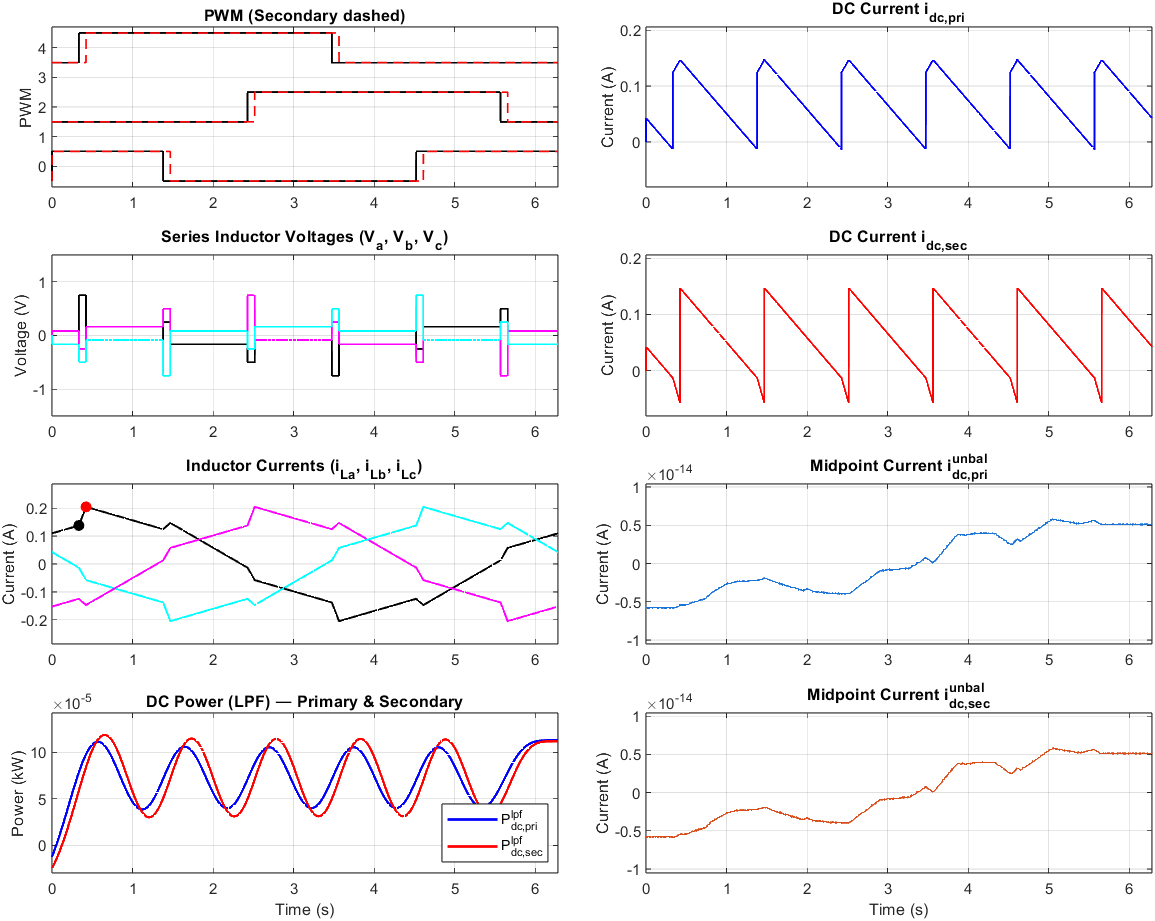 PWM (Secondary dashed)
PWM
4
3
2
1
0
0 1 2 3 4 5 6
DC Current i_dc,pri
Current (A)
0.2
0.1
0
0 1 2 3 4 5 6
Series Inductor Voltages (V_a, V_b, V_c)
Voltage (V)
1
0
-1
0 1 2 3 4 5 6
DC Current i_dc,sec
Current (A)
0.2
0.1
0
0 1 2 3 4 5 6
Inductor Currents (i_La, i_Lb, i_Lc)
Current (A)
0.2
0.1
0
-0.1
-0.2
0 1 2 3 4 5 6
Midpoint Current i_dc,pri^unbal
×10^-14
Current (A)
1
0.5
0
-0.5
-1
0 1 2 3 4 5 6
DC Power (LPF) — Primary & Secondary
×10^-5
Power (kW)
10
5
0
P_dc,pri^lpf
P_dc,sec^lpf
0 1 2 3 4 5 6
Time (s)
Midpoint Current i_dc,sec^unbal
×10^-14
Current (A)
1
0.5
0
-0.5
-1
0 1 2 3 4 5 6
Time (s)